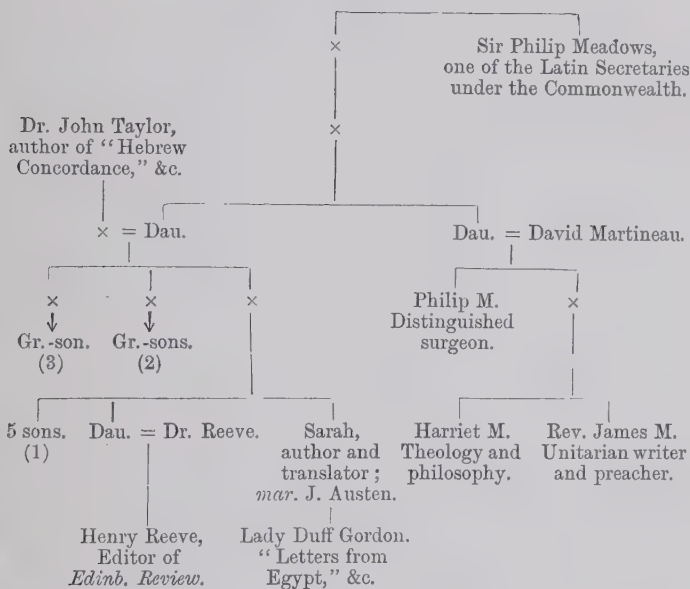 ×
Sir Philip Meadows,
one of the Latin Secretaries
under the Commonwealth.
×
Dr. John Taylor,
author of "Hebrew
Concordance," &c.
× = Dau.
Dau. = David Martineau.
×
×
×
Philip M.
Distinguished
surgeon.
×
Gr.-son.
(3)
Gr.-sons.
(2)
5 sons.
(1)
Dau. = Dr. Reeve.
Sarah,
author and
translator;
mar. J. Austen.
Harriet M.
Theology and
philosophy.
Rev. James M.
Unitarian writer
and preacher.
Henry Reeve,
Editor of
Edinb. Review.
Lady Duff Gordon.
"Letters from
Egypt," &c.